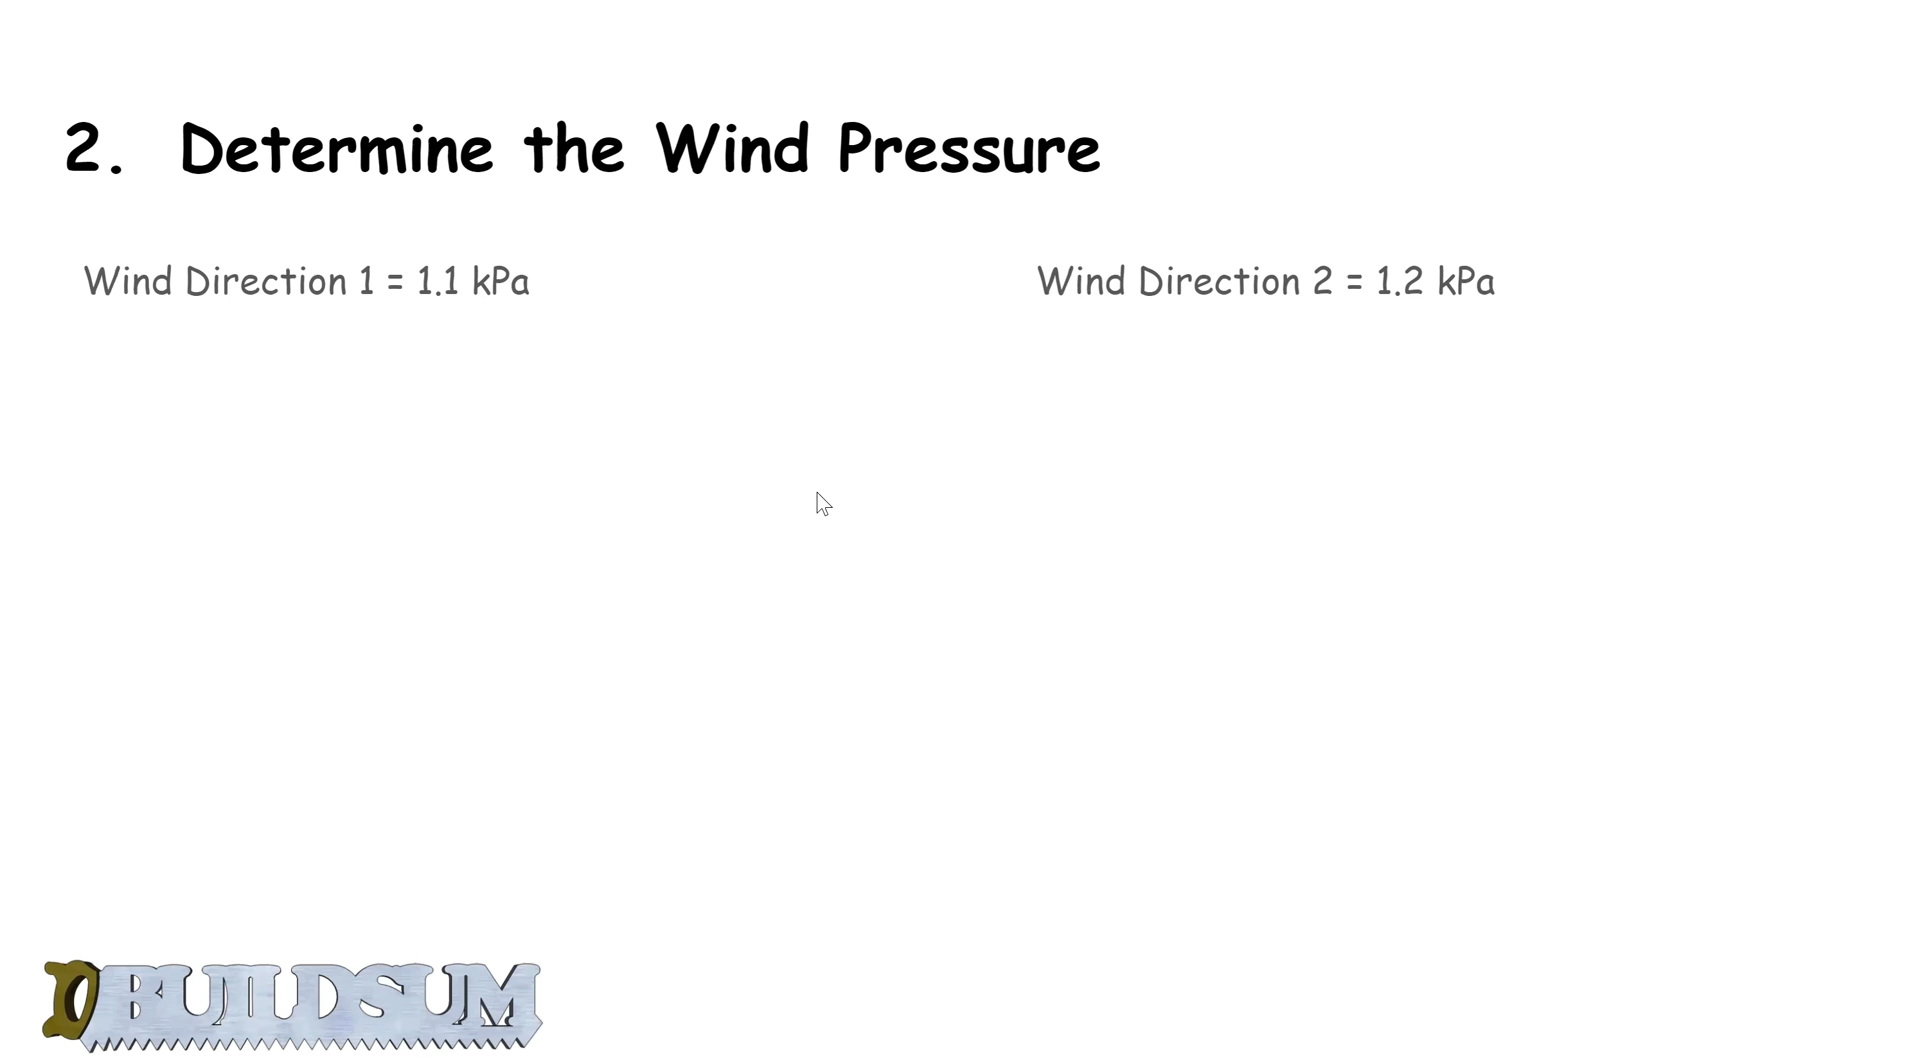 2. Determine the Wind Pressure
Wind Direction 1 = 1.1 kPa
Wind Direction 2 = 1.2 kPa
BUILDSUM